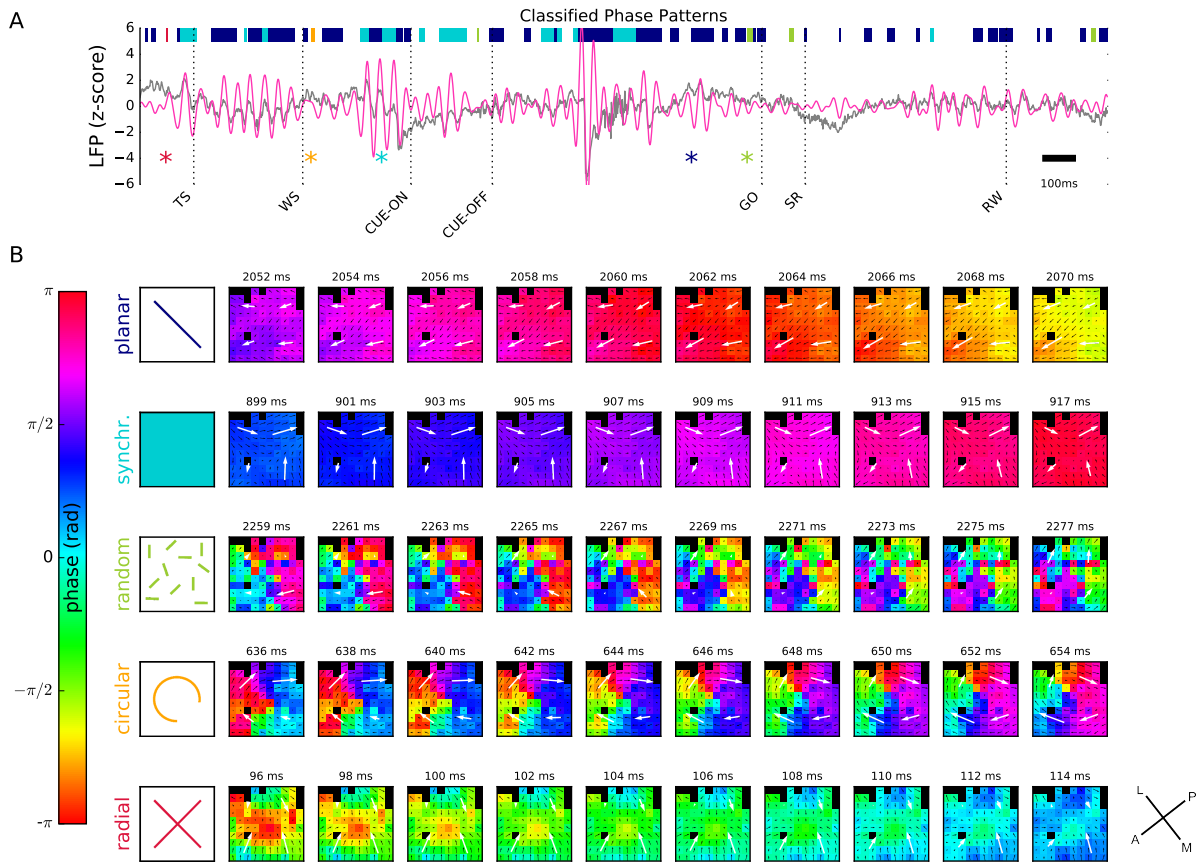 A
Classified Phase Patterns
LFP (z-score)
6
4
2
0
−2
−4
−6
TS
WS
CUE-ON
CUE-OFF
GO
SR
RW
100ms
B
phase (rad)
π
π/2
0
−π/2
-π
planar
2052 ms 2054 ms 2056 ms 2058 ms 2060 ms 2062 ms 2064 ms 2066 ms 2068 ms 2070 ms
synchr.
899 ms 901 ms 903 ms 905 ms 907 ms 909 ms 911 ms 913 ms 915 ms 917 ms
random
2259 ms 2261 ms 2263 ms 2265 ms 2267 ms 2269 ms 2271 ms 2273 ms 2275 ms 2277 ms
circular
636 ms 638 ms 640 ms 642 ms 644 ms 646 ms 648 ms 650 ms 652 ms 654 ms
radial
96 ms 98 ms 100 ms 102 ms 104 ms 106 ms 108 ms 110 ms 112 ms 114 ms
L
P
A
M